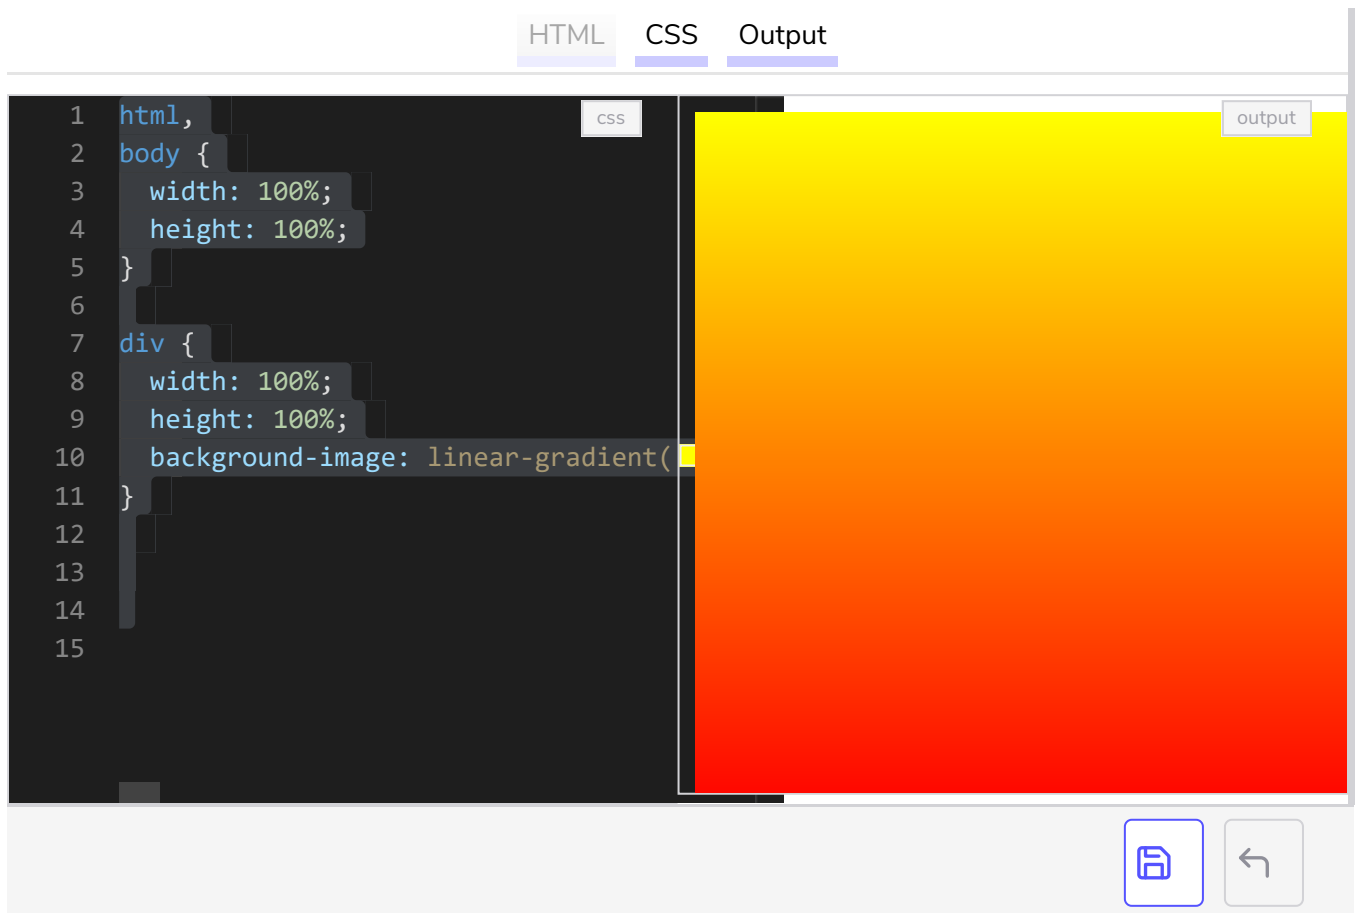 HTML CSS Output
css
output
1 html,
2 body {
3   width: 100%;
4   height: 100%;
5 }
6
7 div {
8   width: 100%;
9   height: 100%;
10   background-image: linear-gradient(
11 }
12
13
14
15